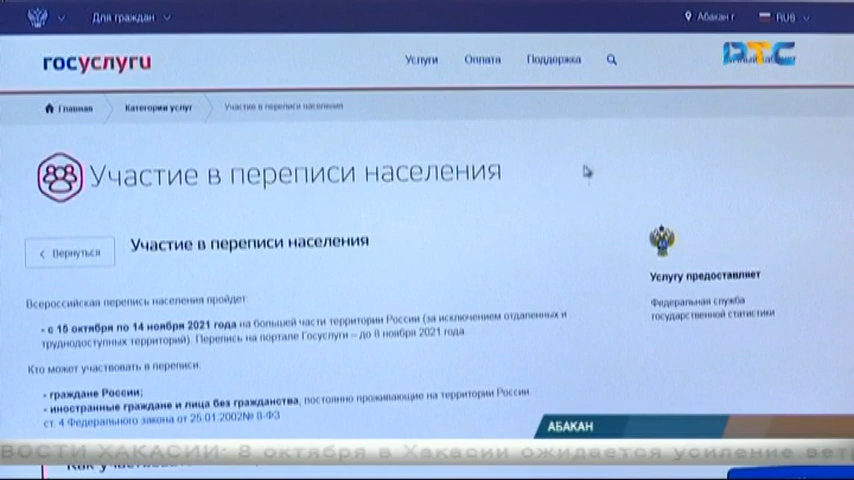 Для граждан
Абакан г
RUS
госуслуги
Услуги Оплата Поддержка
РТС
Главная Категории услуг Участие в переписи населения
Участие в переписи населения
Вернуться
Участие в переписи населения
Услугу предоставляет
Федеральная служба
государственной статистики
Всероссийская перепись населения пройдет:
- с 15 октября по 14 ноября 2021 года на большей части территории России (за исключением отдаленных и
труднодоступных территорий). Перепись на портале Госуслуги – до 8 ноября 2021 года.
Кто может участвовать в переписи:
- граждане России;
- иностранные граждане и лица без гражданства, постоянно проживающие на территории России.
ст. 4 Федерального закона от 25.01.2002№ 8-ФЗ
АБАКАН
ВОСТИ ХАКАСИИ: 8 октября в Хакасии ожидается усиление ветр